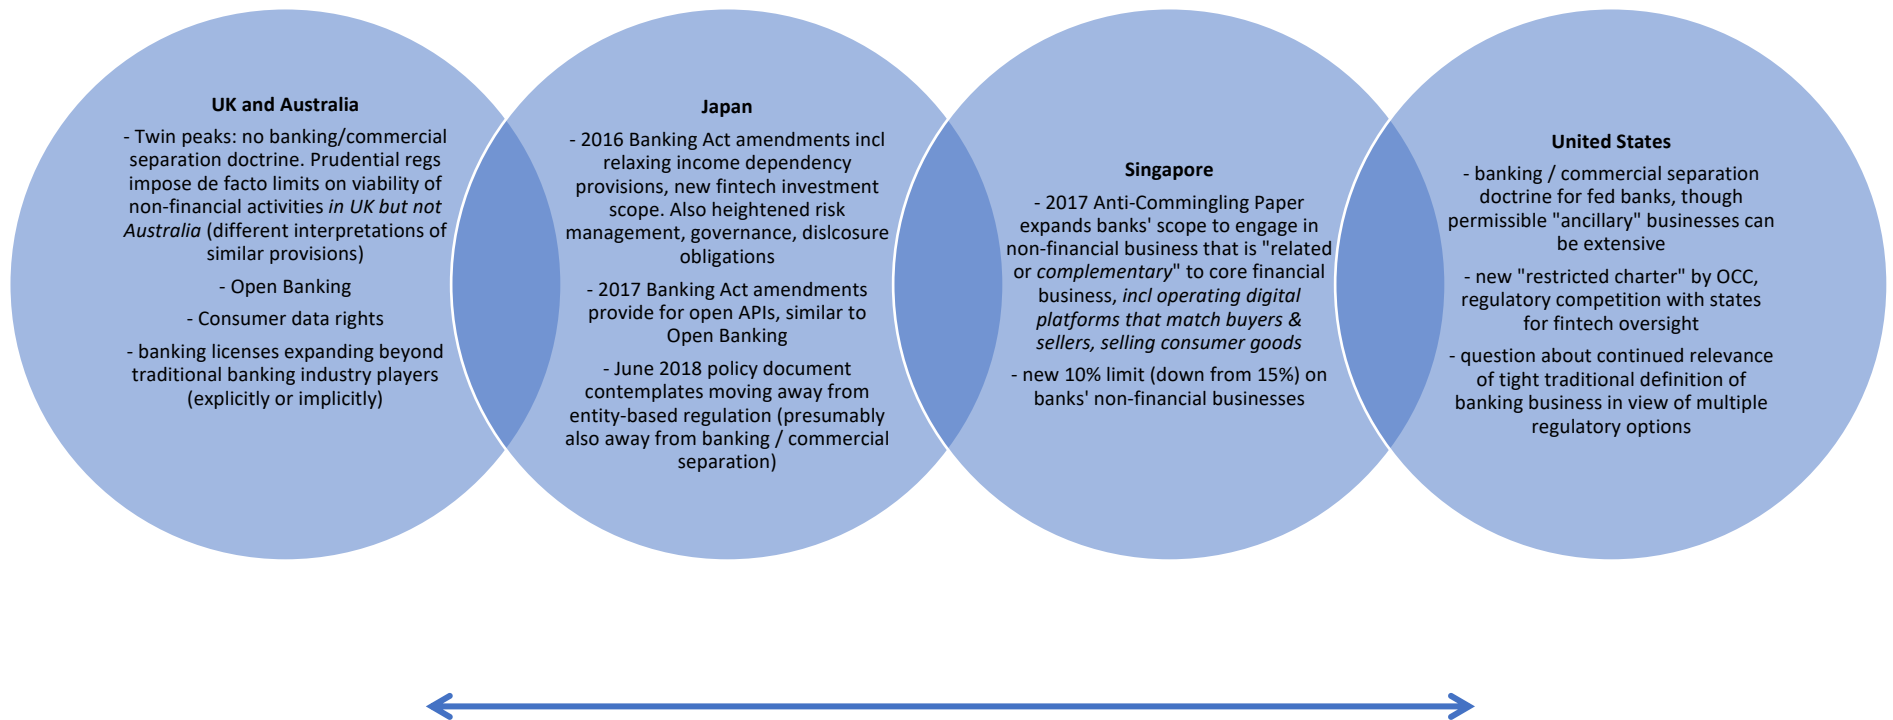 UK and Australia
- Twin peaks: no banking/commercial
separation doctrine. Prudential regs
impose de facto limits on viability of
non-financial activities in UK but not
Australia (different interpretations of
similar provisions)
- Open Banking
- Consumer data rights
- banking licenses expanding beyond
traditional banking industry players
(explicitly or implicitly)
Japan
- 2016 Banking Act amendments incl
relaxing income dependency
provisions, new fintech investment
scope. Also heightened risk
management, governance, dislcosure
obligations
- 2017 Banking Act amendments
provide for open APIs, similar to
Open Banking
- June 2018 policy document
contemplates moving away from
entity-based regulation (presumably
also away from banking / commercial
separation)
Singapore
- 2017 Anti-Commingling Paper
expands banks' scope to engage in
non-financial business that is "related
or complementary" to core financial
business, incl operating digital
platforms that match buyers &
sellers, selling consumer goods
- new 10% limit (down from 15%) on
banks' non-financial businesses
United States
- banking / commercial separation
doctrine for fed banks, though
permissible "ancillary" businesses can
be extensive
- new "restricted charter" by OCC,
regulatory competition with states
for fintech oversight
- question about continued relevance
of tight traditional definition of
banking business in view of multiple
regulatory options